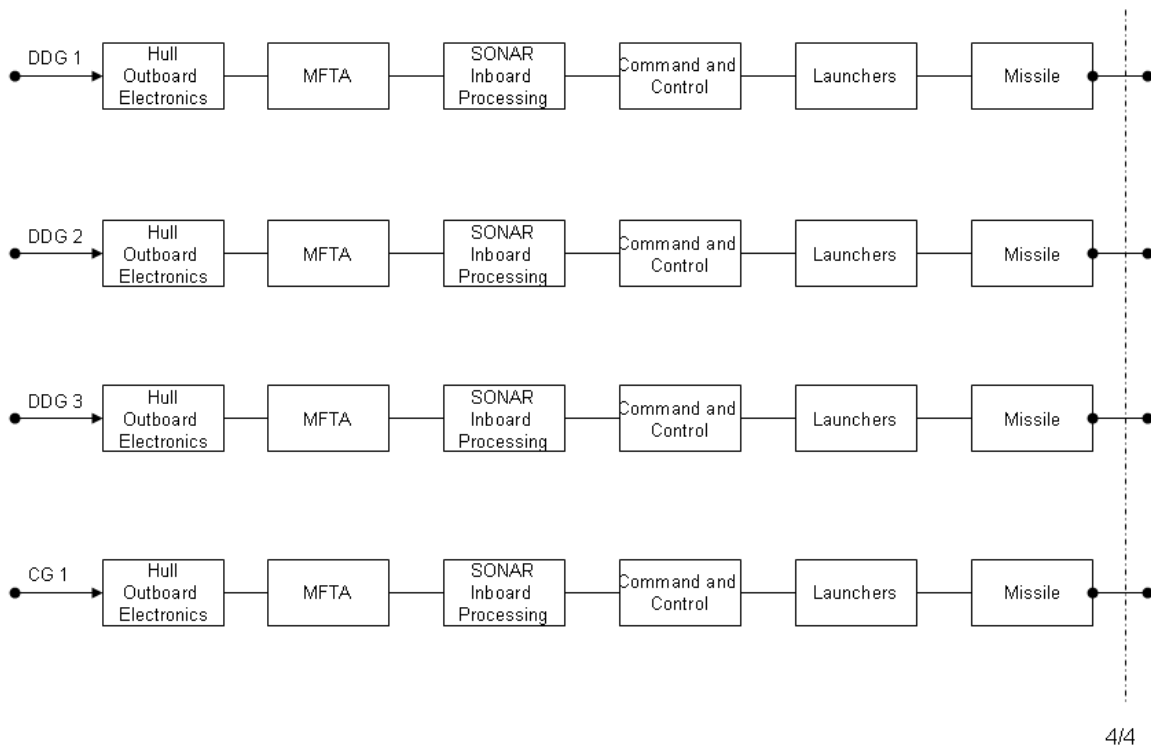 DDG 1
Hull
Outboard
Electronics
MFTA
SONAR
Inboard
Processing
Command and
Control
Launchers
Missile
DDG 2
Hull
Outboard
Electronics
MFTA
SONAR
Inboard
Processing
Command and
Control
Launchers
Missile
DDG 3
Hull
Outboard
Electronics
MFTA
SONAR
Inboard
Processing
Command and
Control
Launchers
Missile
CG 1
Hull
Outboard
Electronics
MFTA
SONAR
Inboard
Processing
Command and
Control
Launchers
Missile
4/4